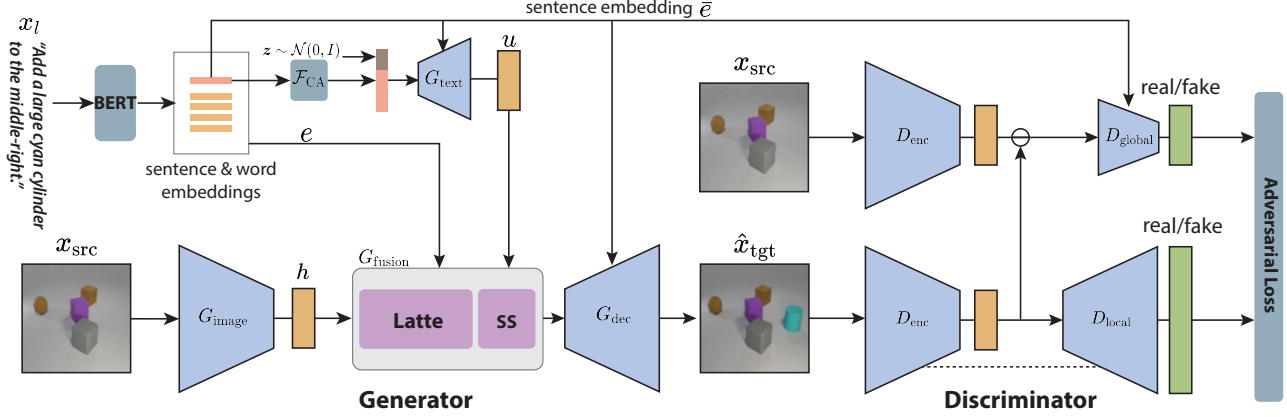 sentence embedding ē
x_l
"Add a large cyan cylinder
to the middle-right."
BERT
z ~ 𝒩(0, I)
ℱ_CA
G_text
u
e
sentence & word
embeddings
x_src
G_image
h
G_fusion
Latte
SS
G_dec
Generator
x_src
D_enc
D_global
real/fake
x̂_tgt
D_enc
D_local
real/fake
Adversarial Loss
Discriminator